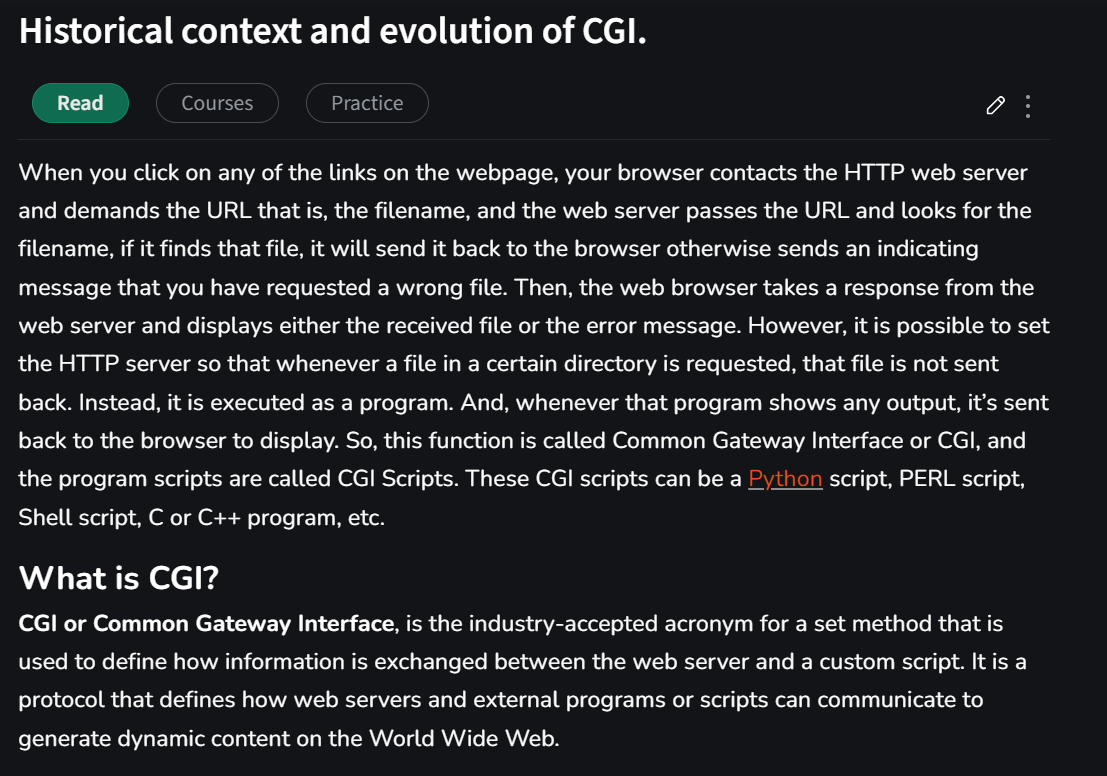 Historical context and evolution of CGI.
Read
Courses
Practice
When you click on any of the links on the webpage, your browser contacts the HTTP web server
and demands the URL that is, the filename, and the web server passes the URL and looks for the
filename, if it finds that file, it will send it back to the browser otherwise sends an indicating
message that you have requested a wrong file. Then, the web browser takes a response from the
web server and displays either the received file or the error message. However, it is possible to set
the HTTP server so that whenever a file in a certain directory is requested, that file is not sent
back. Instead, it is executed as a program. And, whenever that program shows any output, it’s sent
back to the browser to display. So, this function is called Common Gateway Interface or CGI, and
the program scripts are called CGI Scripts. These CGI scripts can be a Python script, PERL script,
Shell script, C or C++ program, etc.
What is CGI?
CGI or Common Gateway Interface, is the industry-accepted acronym for a set method that is
used to define how information is exchanged between the web server and a custom script. It is a
protocol that defines how web servers and external programs or scripts can communicate to
generate dynamic content on the World Wide Web.